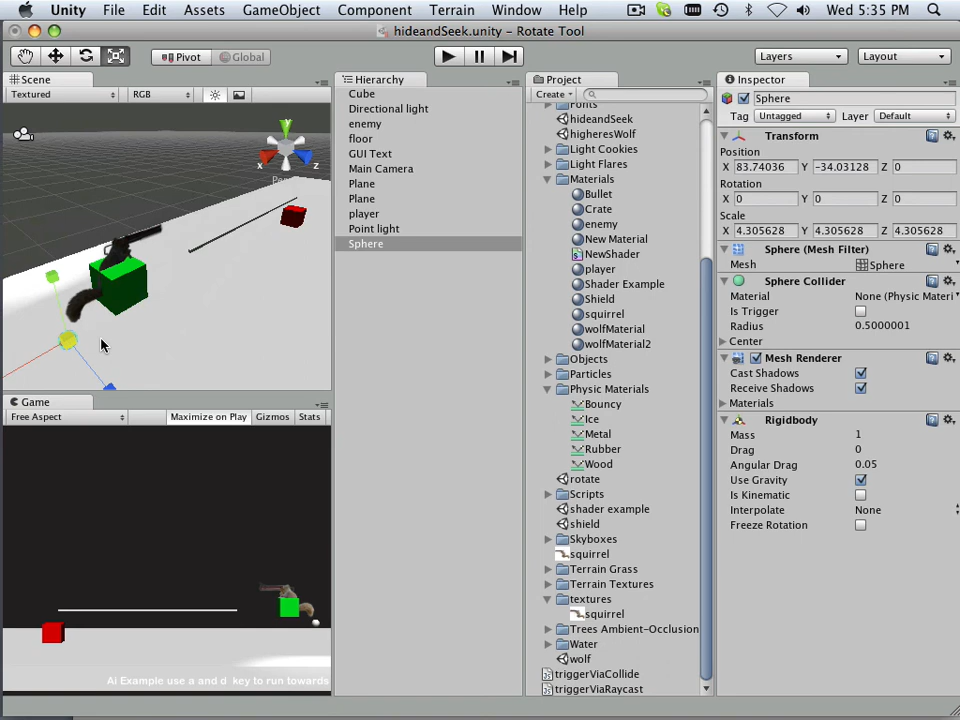 Unity File Edit Assets GameObject Component Terrain Window Help Wed 5:35 PM
hideandSeek.unity - Rotate Tool
Pivot Global Layers Layout
Scene
Textured RGB
x z
Hierarchy
Cube
Directional light
enemy
floor
GUI Text
Main Camera
Plane
Plane
player
Point light
Sphere
Game
Free Aspect Maximize on Play Gizmos Stats
Ai Example use a and d key to run towards
Project
Create
Fonts
hideandSeek
higheresWolf
Light Cookies
Light Flares
Materials
Bullet
Crate
enemy
New Material
NewShader
player
Shader Example
Shield
squirrel
wolfMaterial
wolfMaterial2
Objects
Particles
Physic Materials
Bouncy
Ice
Metal
Rubber
Wood
rotate
Scripts
shader example
shield
Skyboxes
squirrel
Terrain Grass
Terrain Textures
textures
squirrel
Trees Ambient-Occlusion
Water
wolf
triggerViaCollide
triggerViaRaycast
Inspector
Sphere
Tag Untagged Layer Default
Transform
Position
X 83.74036 Y -34.03128 Z 0
Rotation
X 0 Y 0 Z 0
Scale
X 4.305628 Y 4.305628 Z 4.305628
Sphere (Mesh Filter)
Mesh Sphere
Sphere Collider
Material None (Physic Materi
Is Trigger
Radius 0.5000001
Center
Mesh Renderer
Cast Shadows
Receive Shadows
Materials
Rigidbody
Mass 1
Drag 0
Angular Drag 0.05
Use Gravity
Is Kinematic
Interpolate None
Freeze Rotation